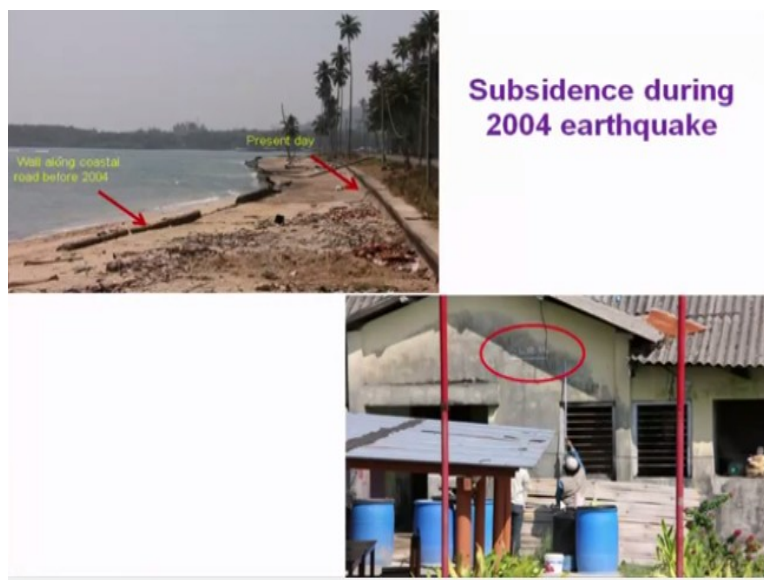 Subsidence during
2004 earthquake
Present day
Wall along coastal
road before 2004